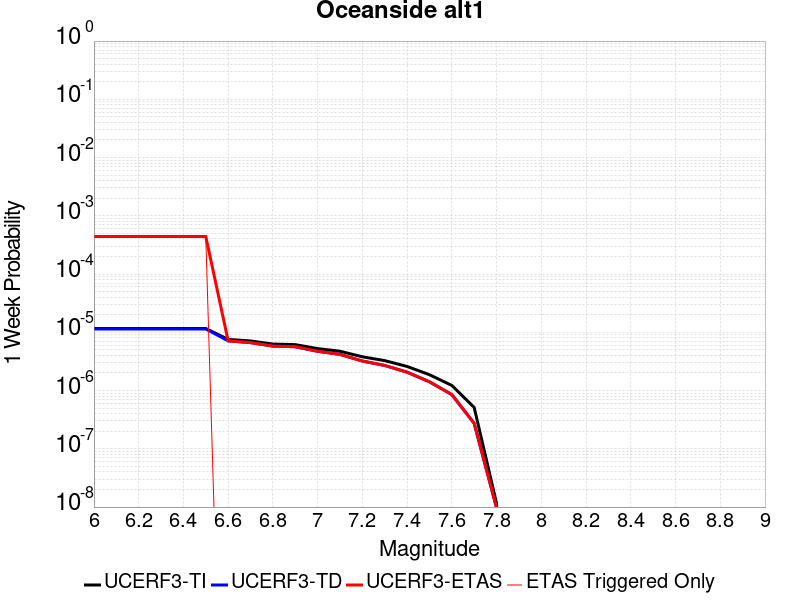 Oceanside alt1
10^0
10^-1
10^-2
10^-3
10^-4
10^-5
10^-6
10^-7
10^-8
1 Week Probability
6 6.2 6.4 6.6 6.8 7 7.2 7.4 7.6 7.8 8 8.2 8.4 8.6 8.8 9
Magnitude
UCERF3-TI UCERF3-TD UCERF3-ETAS ETAS Triggered Only